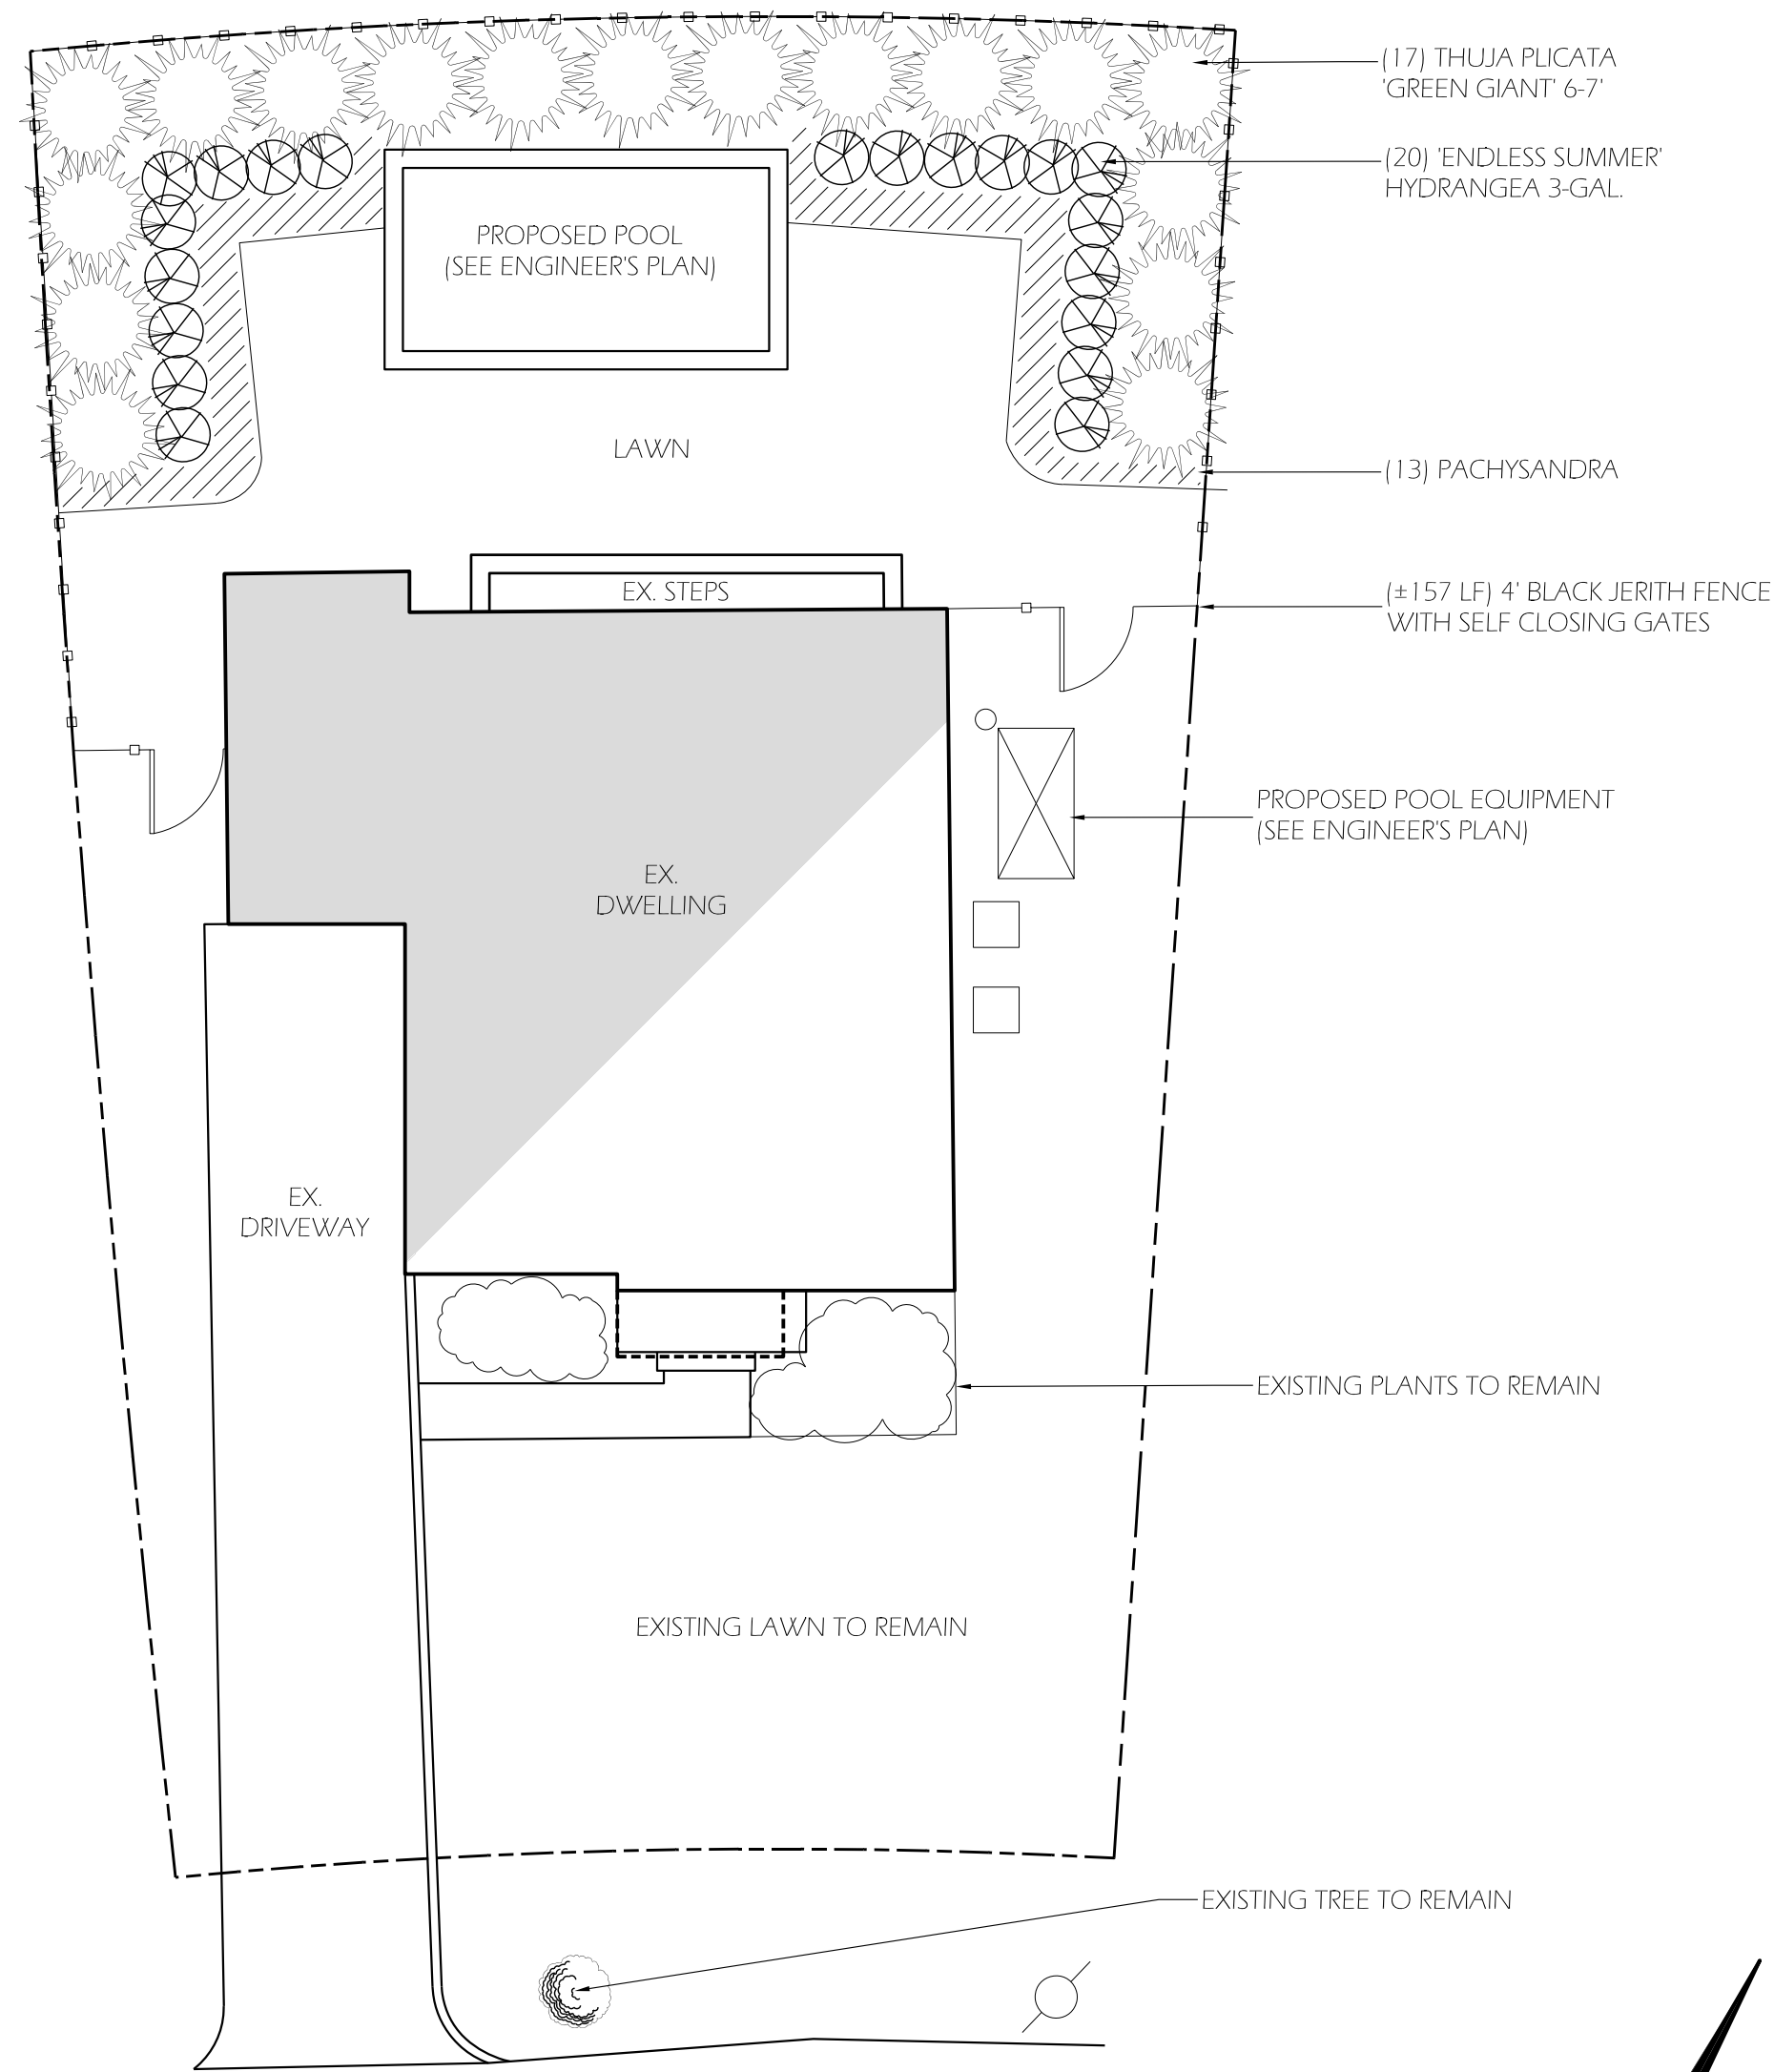 (17) THUJA PLICATA
'GREEN GIANT' 6-7'
(20) 'ENDLESS SUMMER'
HYDRANGEA 3-GAL.
PROPOSED POOL
(SEE ENGINEER'S PLAN)
LAWN
(13) PACHYSANDRA
EX. STEPS
(±157 LF) 4' BLACK JERITH FENCE
WITH SELF CLOSING GATES
PROPOSED POOL EQUIPMENT
(SEE ENGINEER'S PLAN)
EX.
DWELLING
EX.
DRIVEWAY
EXISTING PLANTS TO REMAIN
EXISTING LAWN TO REMAIN
EXISTING TREE TO REMAIN